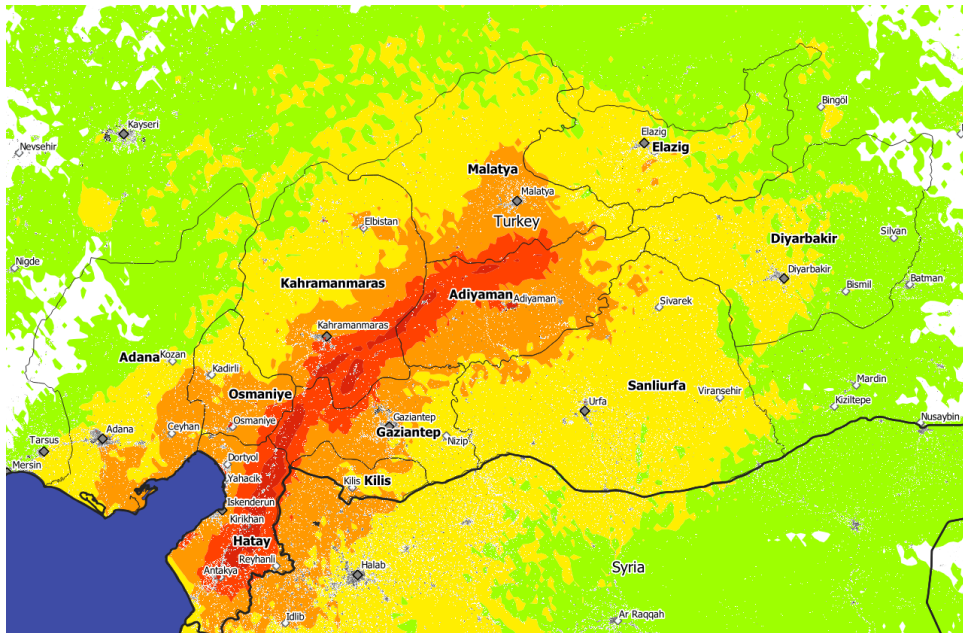 Kayseri
Nevsehir
Bingöl
Elazig
Elazig
Malatya
Malatya
Turkey
Elbistan
Silvan
Diyarbakir
Diyarbakir
Nigde
Batman
Bismil
Kahramanmaras
Adiyaman
Adiyaman
Sivarek
Kahramanmaras
Adana
Kozan
Kadirli
Mardin
Sanliurfa
Viransehir
Osmaniye
Urfa
Kiziltepe
Gaziantep
Nusaybin
Osmaniye
Ceyhan
Adana
Gaziantep
Nizip
Tarsus
Dortyol
Mersin
Yahacik
Kilis
Kilis
Iskenderun
Kirikhan
Hatay
Reyhanli
Antakya
Halab
Syria
Idlib
Ar Raqqah